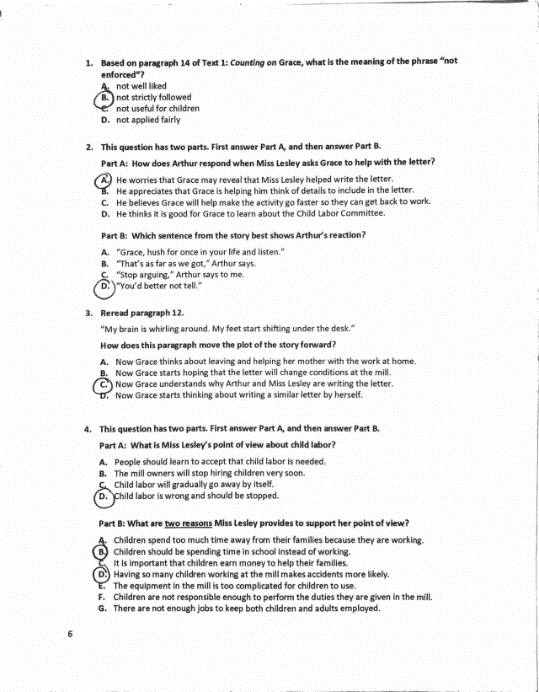 1. Based on paragraph 14 of Text 1: Counting on Grace, what is the meaning of the phrase "not
enforced"?
A. not well liked
B. not strictly followed
C. not useful for children
D. not applied fairly
2. This question has two parts. First answer Part A, and then answer Part B.
Part A: How does Arthur respond when Miss Lesley asks Grace to help with the letter?
A. He worries that Grace may reveal that Miss Lesley helped write the letter.
B. He appreciates that Grace is helping him think of details to include in the letter.
C. He believes Grace will help make the activity go faster so they can get back to work.
D. He thinks it is good for Grace to learn about the Child Labor Committee.
Part B: Which sentence from the story best shows Arthur's reaction?
A. "Grace, hush for once in your life and listen."
B. "That's as far as we got," Arthur says.
C. "Stop arguing," Arthur says to me.
D. "You'd better not tell."
3. Reread paragraph 12.
"My brain is whirling around. My feet start shifting under the desk."
How does this paragraph move the plot of the story forward?
A. Now Grace thinks about leaving and helping her mother with the work at home.
B. Now Grace starts hoping that the letter will change conditions at the mill.
C. Now Grace understands why Arthur and Miss Lesley are writing the letter.
D. Now Grace starts thinking about writing a similar letter by herself.
4. This question has two parts. First answer Part A, and then answer Part B.
Part A: What is Miss Lesley's point of view about child labor?
A. People should learn to accept that child labor is needed.
B. The mill owners will stop hiring children very soon.
C. Child labor will gradually go away by itself.
D. Child labor is wrong and should be stopped.
Part B: What are two reasons Miss Lesley provides to support her point of view?
A. Children spend too much time away from their families because they are working.
B. Children should be spending time in school instead of working.
C. It is important that children earn money to help their families.
D. Having so many children working at the mill makes accidents more likely.
E. The equipment in the mill is too complicated for children to use.
F. Children are not responsible enough to perform the duties they are given in the mill.
G. There are not enough jobs to keep both children and adults employed.
6